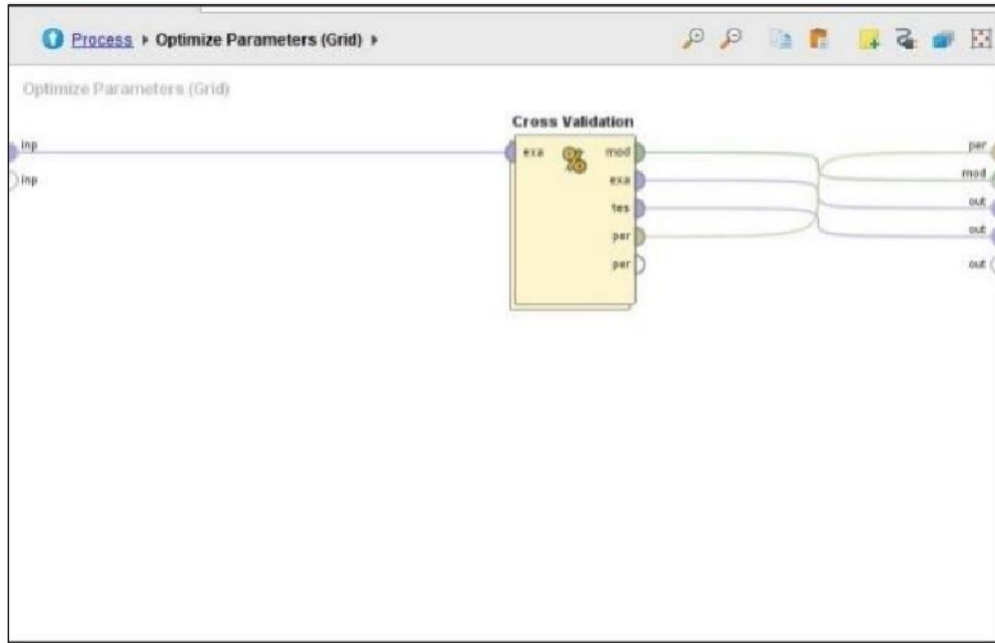 Process Optimize Parameters (Grid)
Optimize Parameters (Grid)
Cross Validation
inp
inp
exa
mod
exa
tes
per
per
per
mod
out
out
out